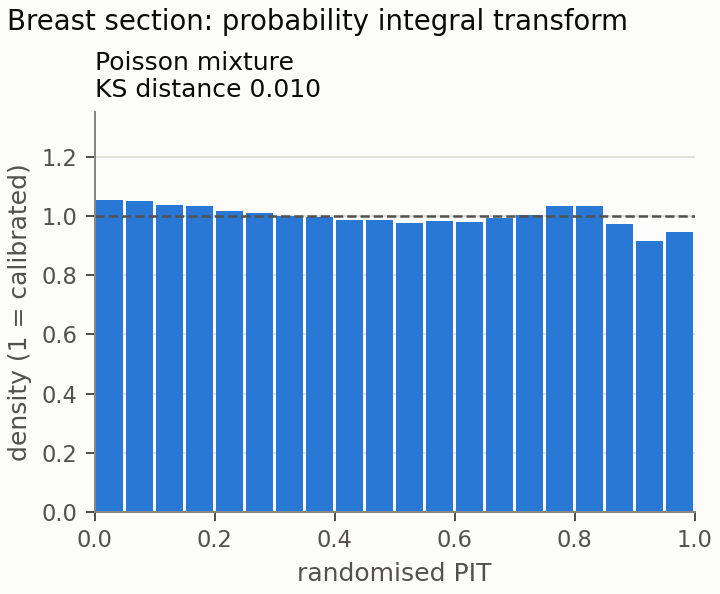 Breast section: probability integral transform
Poisson mixture
KS distance 0.010
density (1 = calibrated)
1.2
1.0
0.8
0.6
0.4
0.2
0.0
0.0 0.2 0.4 0.6 0.8 1.0
randomised PIT